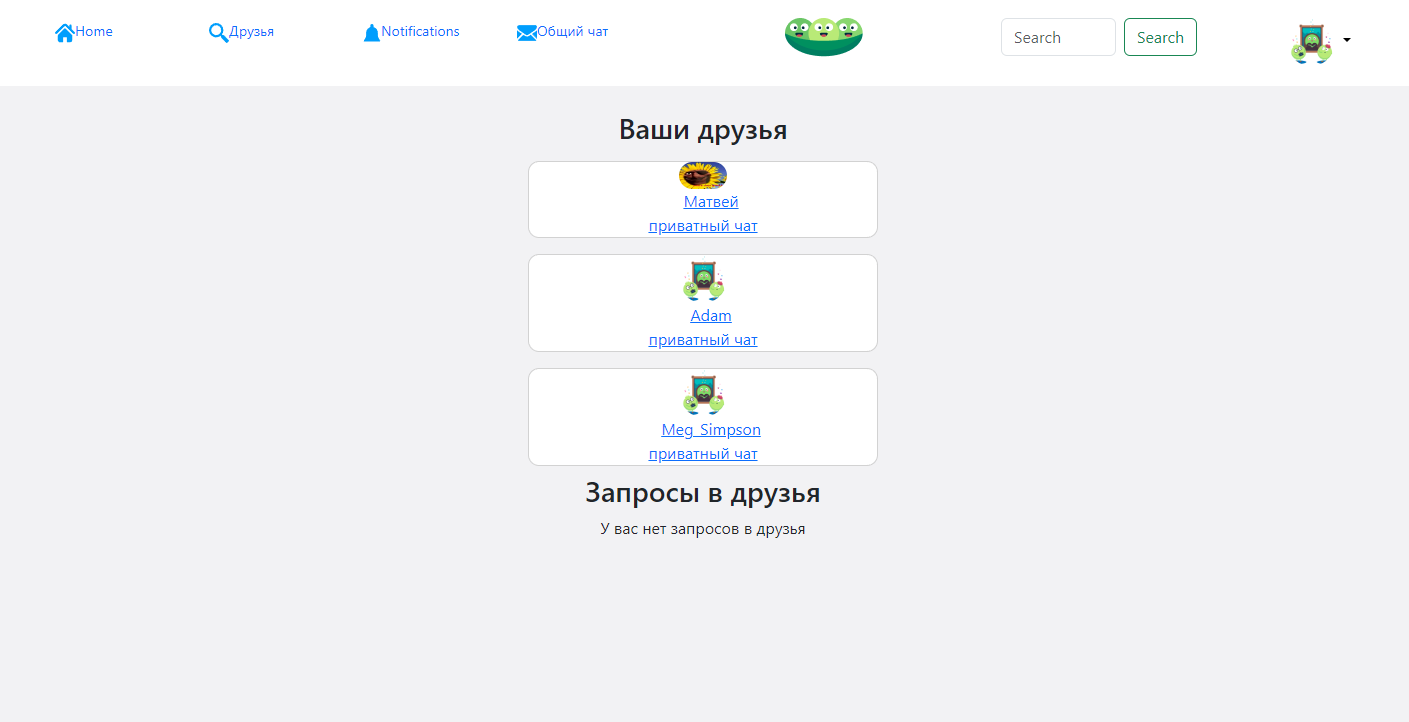 Home Друзья Notifications Общий чат Search Search
Ваши друзья
Матвей
приватный чат
Adam
приватный чат
Meg_Simpson
приватный чат
Запросы в друзья
У вас нет запросов в друзья